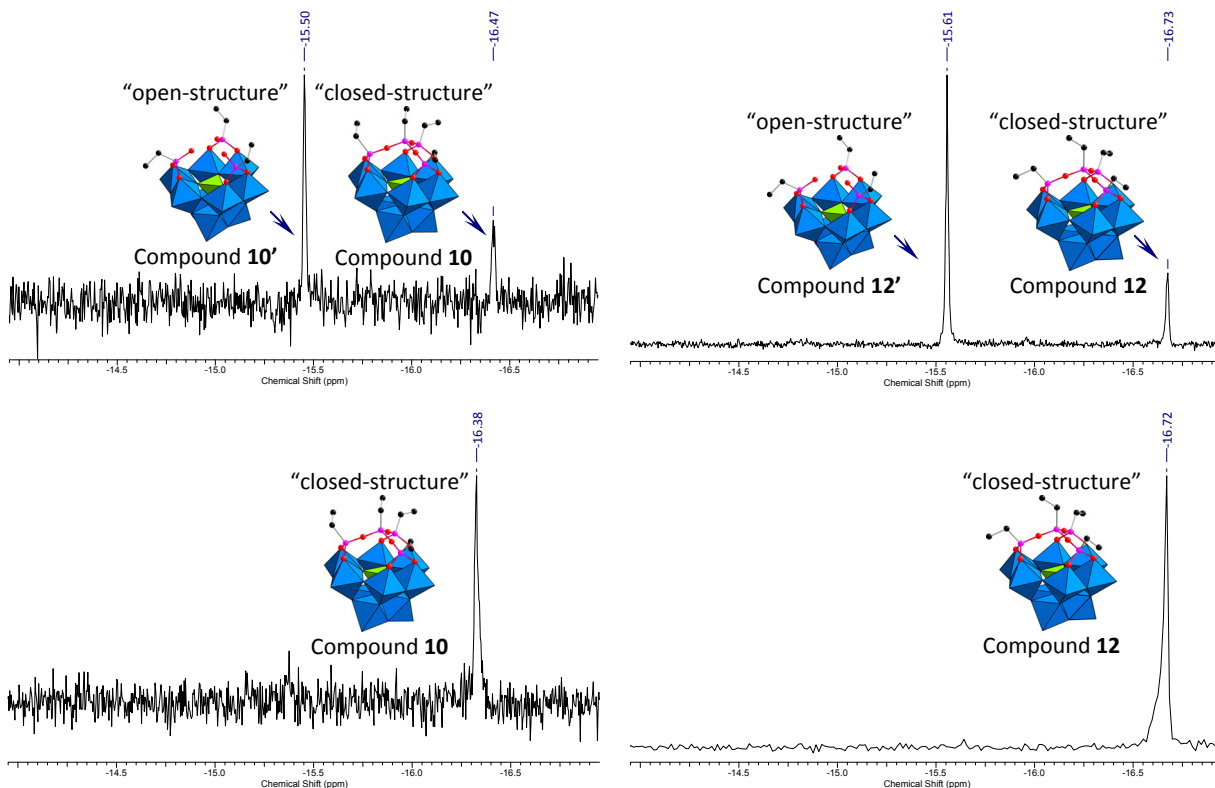 -15.50
-16.47
"open-structure"
"closed-structure"
Compound 10'
Compound 10
-14.5
-15.0
-15.5
-16.0
-16.5
Chemical Shift (ppm)
-15.61
-16.73
"open-structure"
"closed-structure"
Compound 12'
Compound 12
-14.5
-15.0
-15.5
-16.0
-16.5
Chemical Shift (ppm)
-16.38
"closed-structure"
Compound 10
-14.5
-15.0
-15.5
-16.0
-16.5
Chemical Shift (ppm)
-16.72
"closed-structure"
Compound 12
-14.5
-15.0
-15.5
-16.0
-16.5
Chemical Shift (ppm)